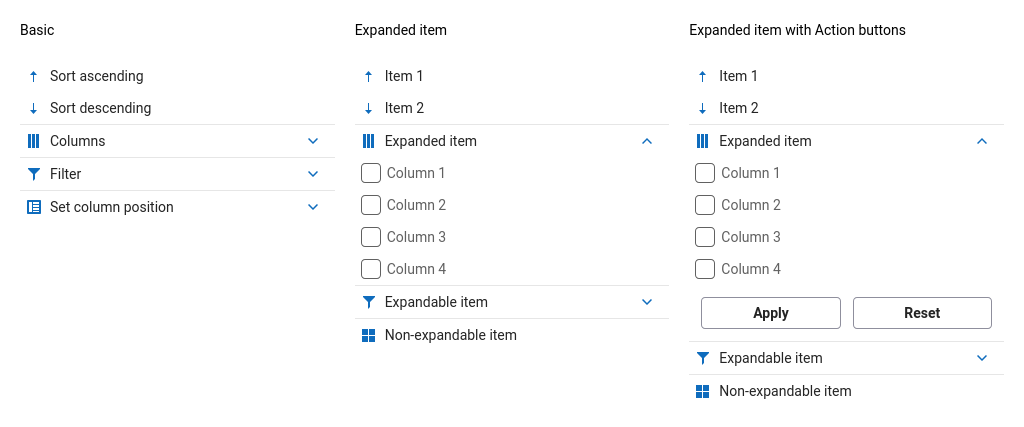 Basic
Sort ascending
Sort descending
Columns
Filter
Set column position
Expanded item
Item 1
Item 2
Expanded item
Column 1
Column 2
Column 3
Column 4
Expandable item
Non-expandable item
Expanded item with Action buttons
Item 1
Item 2
Expanded item
Column 1
Column 2
Column 3
Column 4
Apply
Reset
Expandable item
Non-expandable item